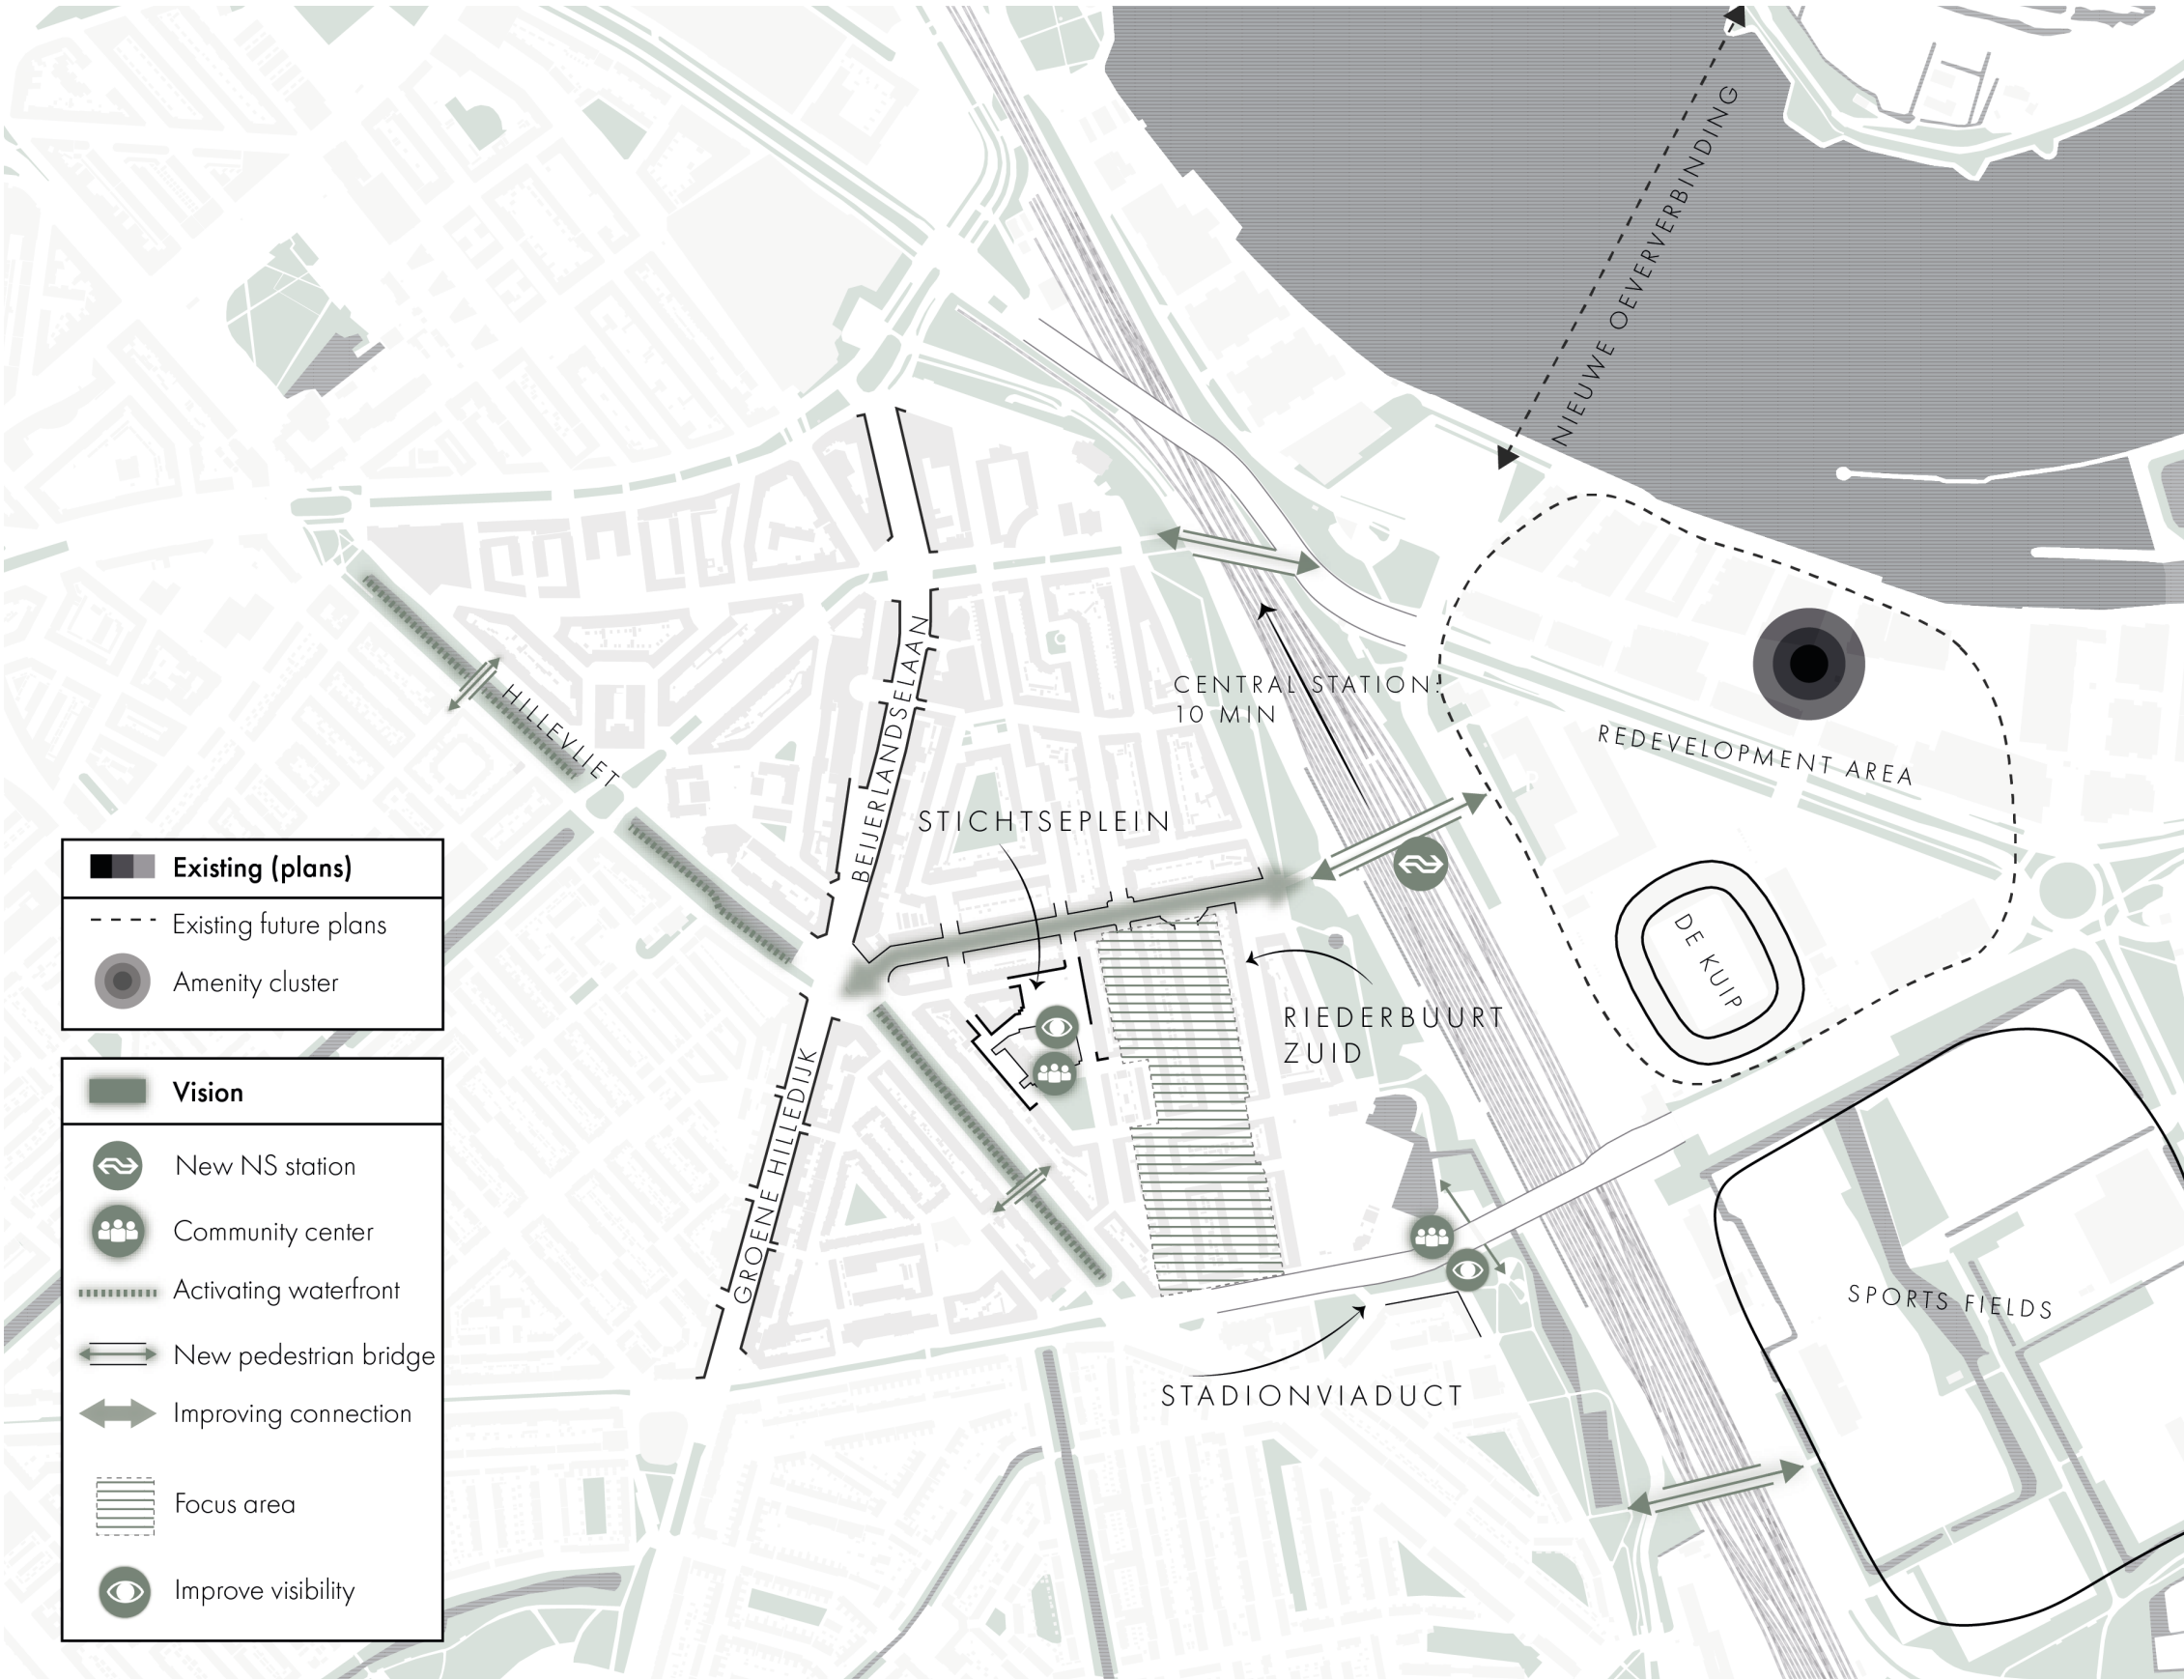 NIEUWE OEVERVERBINDING
HILLEVLIET
BEIJERLANDSELAAN
CENTRAL STATION:
10 MIN
REDEVELOPMENT AREA
STICHTSEPLEIN
DE KUIP
RIEDERBUURT
ZUID
GROENE HILLEDIJK
SPORTS FIELDS
STADIONVIADUCT
Existing (plans)
Existing future plans
Amenity cluster
Vision
New NS station
Community center
Activating waterfront
New pedestrian bridge
Improving connection
Focus area
Improve visibility